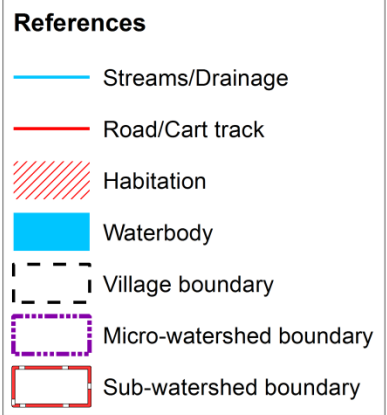 References
Streams/Drainage
Road/Cart track
Habitation
Waterbody
Village boundary
Micro-watershed boundary
Sub-watershed boundary